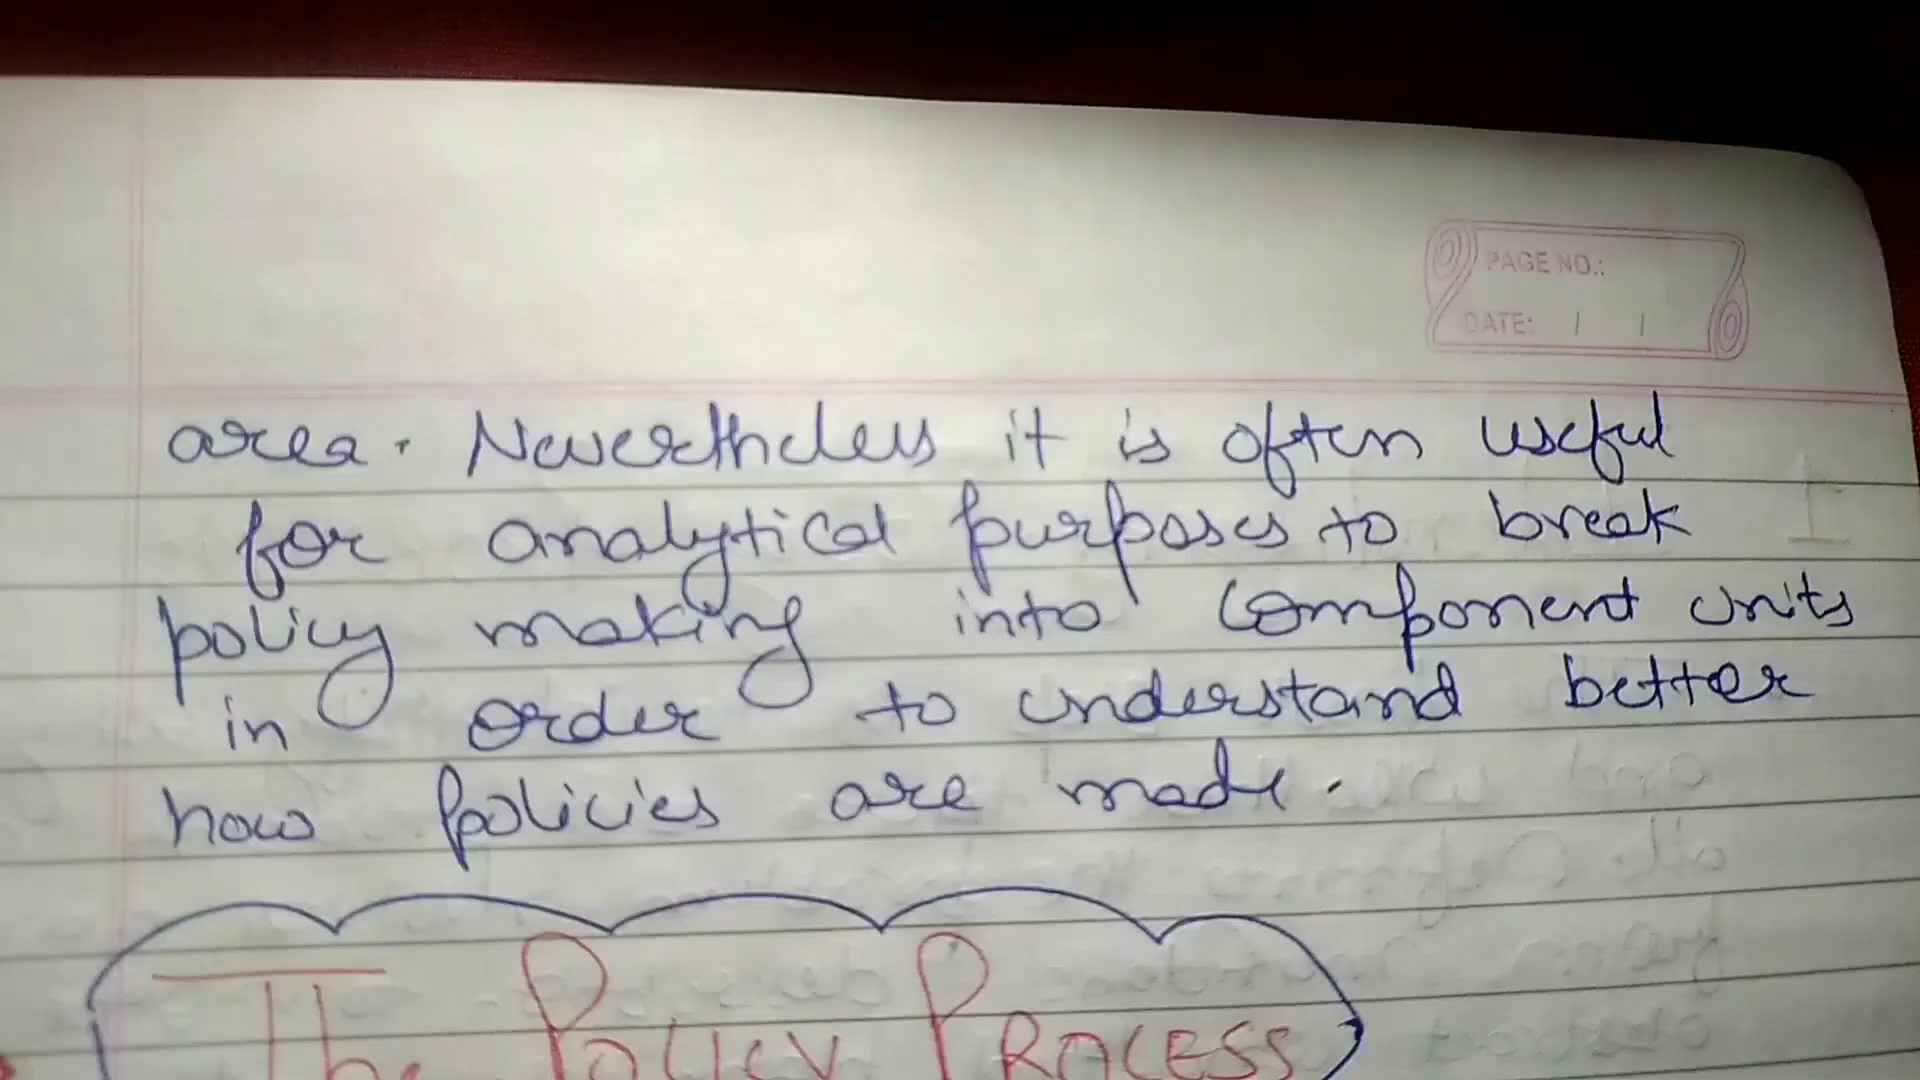 PAGE NO.:
DATE: / /
area. Nevertheless it is often useful
for analytical purposes to break
policy making into component units
in order to understand better
how policies are made.
The POLICY PROCESS